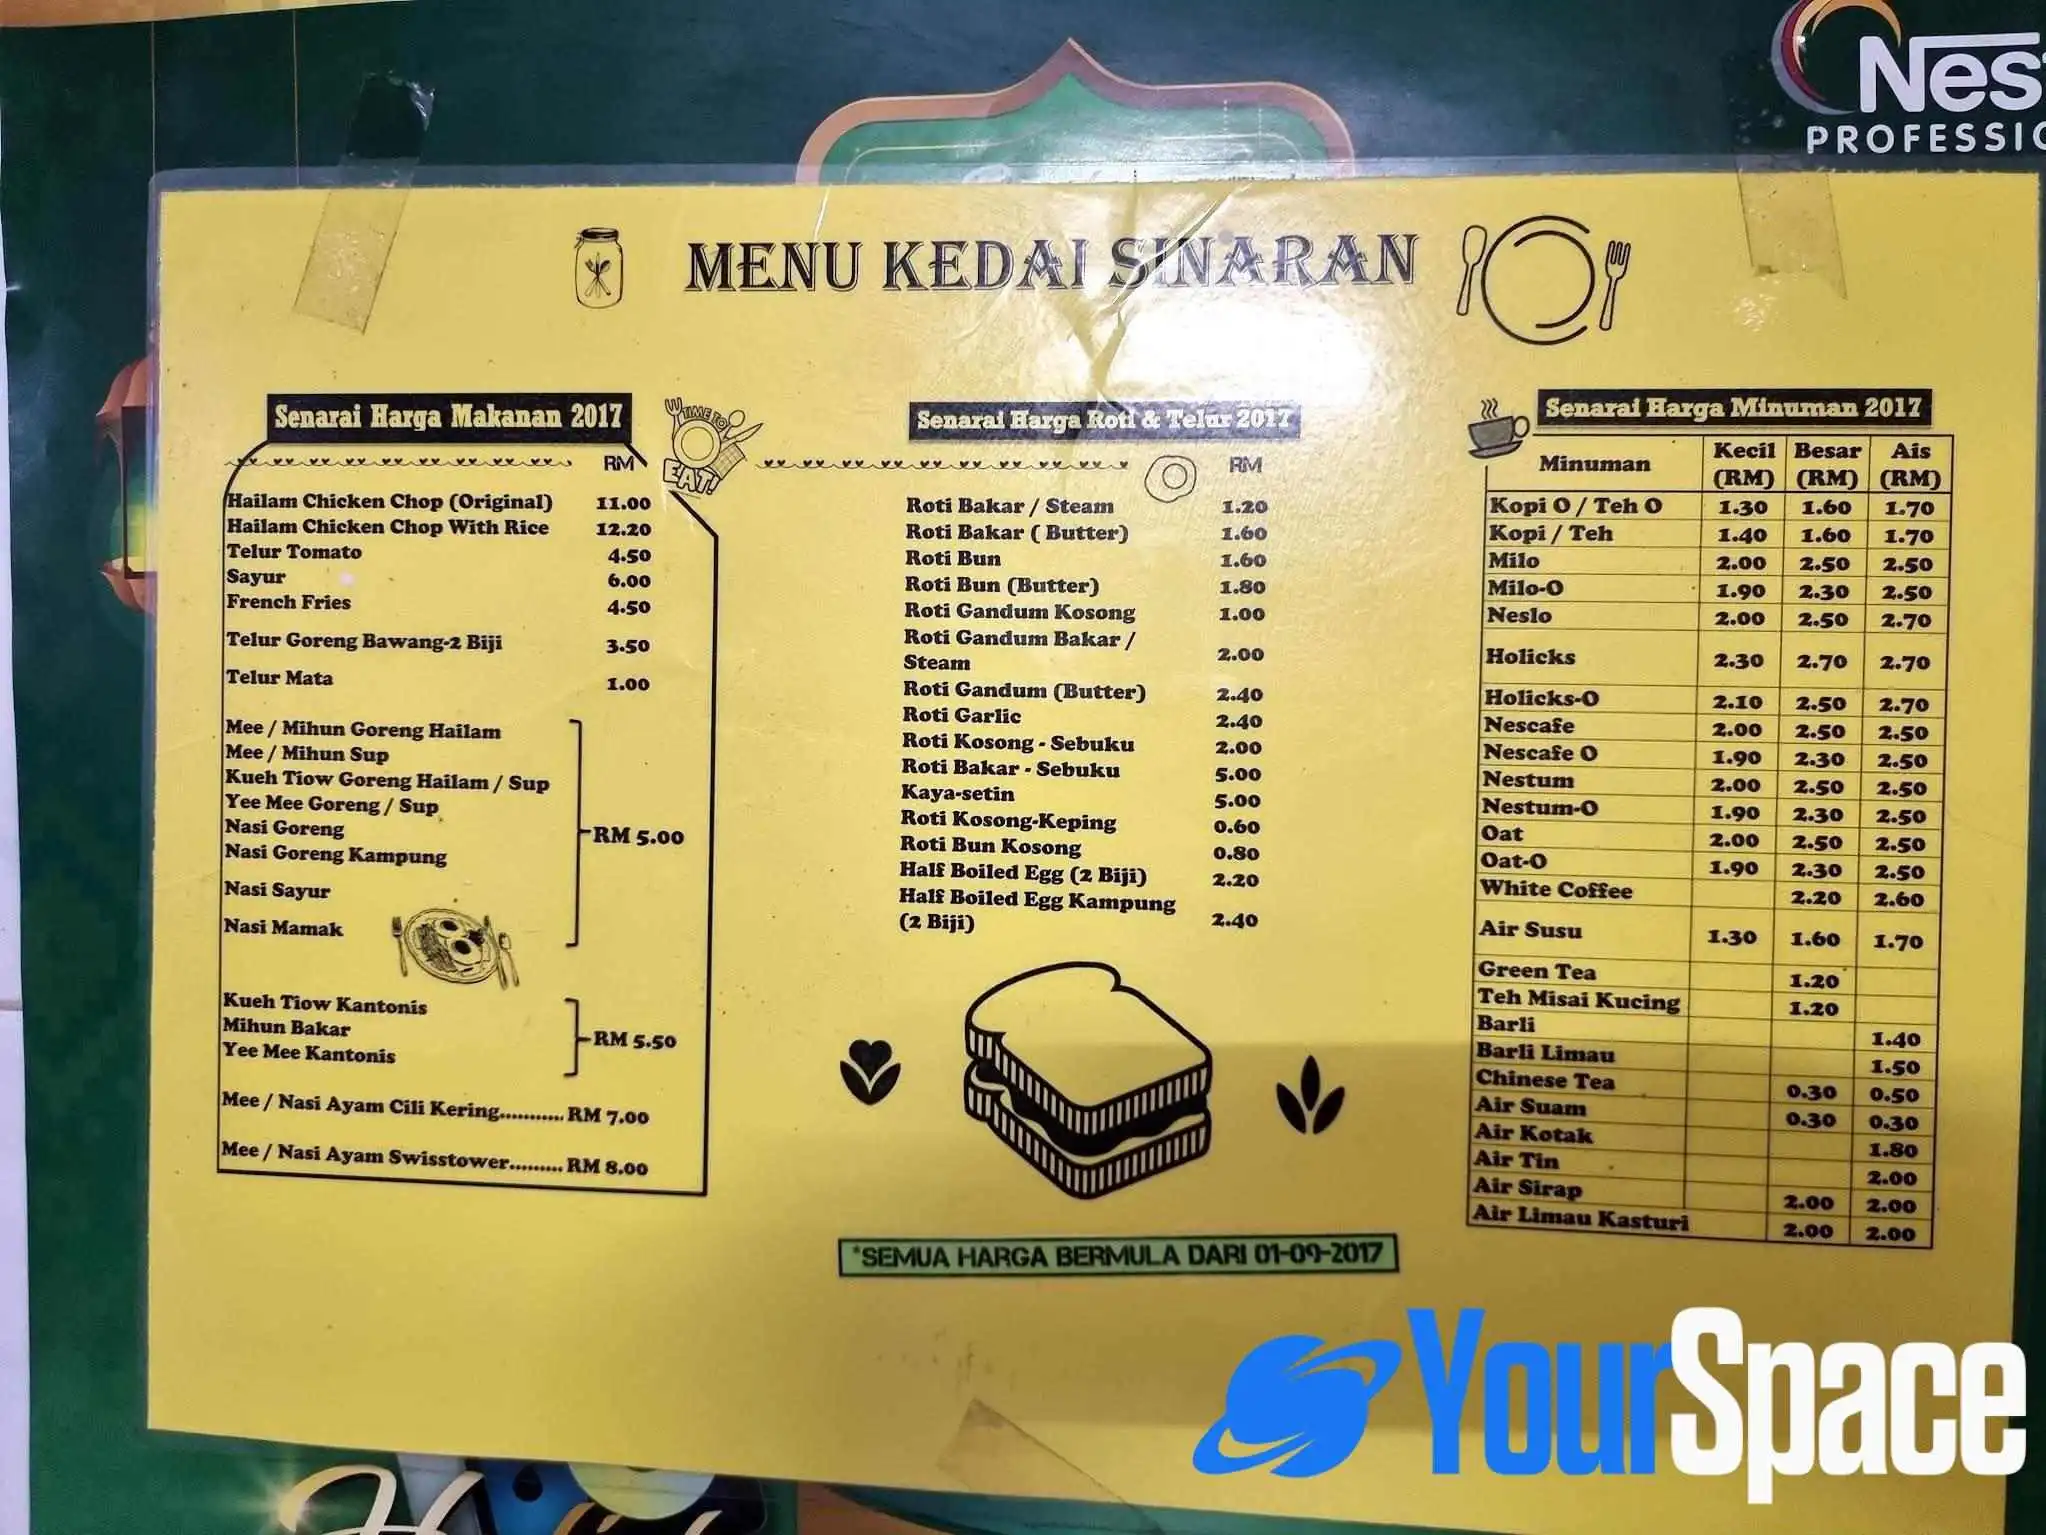 Nes
PROFESSIO
MENU KEDAI SINARAN
Senarai Harga Makanan 2017
RM
TIME TO
EAT!
Hailam Chicken Chop (Original) 11.00
Hailam Chicken Chop With Rice 12.20
Telur Tomato 4.50
Sayur 6.00
French Fries 4.50
Telur Goreng Bawang-2 Biji 3.50
Telur Mata 1.00
Mee / Mihun Goreng Hailam
Mee / Mihun Sup
Kueh Tiow Goreng Hailam / Sup
Yee Mee Goreng / Sup
Nasi Goreng
RM 5.00
Nasi Goreng Kampung
Nasi Sayur
Nasi Mamak
Kueh Tiow Kantonis
Mihun Bakar
RM 5.50
Yee Mee Kantonis
Mee / Nasi Ayam Cili Kering........... RM 7.00
Mee / Nasi Ayam Swisstower......... RM 8.00
Senarai Harga Roti & Telur 2017
RM
Roti Bakar / Steam 1.20
Roti Bakar ( Butter) 1.60
Roti Bun 1.60
Roti Bun (Butter) 1.80
Roti Gandum Kosong 1.00
Roti Gandum Bakar /
Steam 2.00
Roti Gandum (Butter) 2.40
Roti Garlic 2.40
Roti Kosong - Sebuku 2.00
Roti Bakar - Sebuku 5.00
Kaya-setin 5.00
Roti Kosong-Keping 0.60
Roti Bun Kosong 0.80
Half Boiled Egg (2 Biji) 2.20
Half Boiled Egg Kampung
(2 Biji) 2.40
Senarai Harga Minuman 2017
Minuman Kecil (RM) Besar (RM) Ais (RM)
Kopi O / Teh O 1.30 1.60 1.70
Kopi / Teh 1.40 1.60 1.70
Milo 2.00 2.50 2.50
Milo-O 1.90 2.30 2.50
Neslo 2.00 2.50 2.70
Holicks 2.30 2.70 2.70
Holicks-O 2.10 2.50 2.70
Nescafe 2.00 2.50 2.50
Nescafe O 1.90 2.30 2.50
Nestum 2.00 2.50 2.50
Nestum-O 1.90 2.30 2.50
Oat 2.00 2.50 2.50
Oat-O 1.90 2.30 2.50
White Coffee 2.20 2.60
Air Susu 1.30 1.60 1.70
Green Tea 1.20
Teh Misai Kucing 1.20
Barli 1.40
Barli Limau 1.50
Chinese Tea 0.30 0.50
Air Suam 0.30 0.30
Air Kotak 1.80
Air Tin 2.00
Air Sirap 2.00 2.00
Air Limau Kasturi 2.00 2.00
*SEMUA HARGA BERMULA DARI 01-09-2017
YourSpace